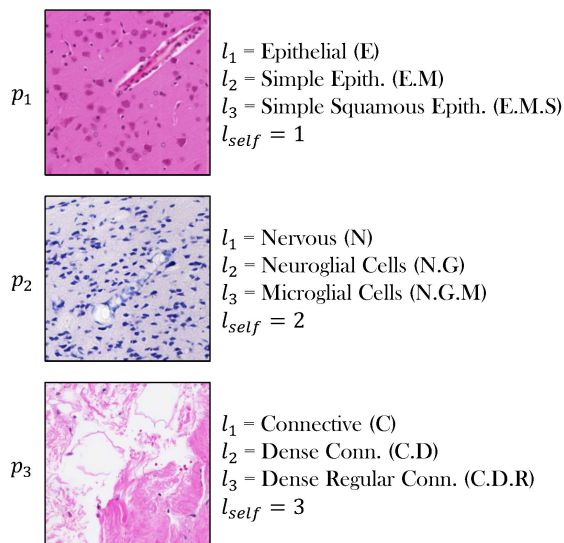 p₁
l₁ = Epithelial (E)
l₂ = Simple Epith. (E.M)
l₃ = Simple Squamous Epith. (E.M.S)
lₛₑₗf = 1
p₂
l₁ = Nervous (N)
l₂ = Neuroglial Cells (N.G)
l₃ = Microglial Cells (N.G.M)
lₛₑₗf = 2
p₃
l₁ = Connective (C)
l₂ = Dense Conn. (C.D)
l₃ = Dense Regular Conn. (C.D.R)
lₛₑₗf = 3